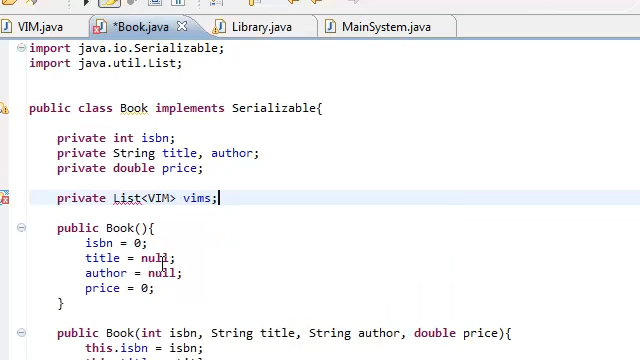 VIM.java *Book.java Library.java MainSystem.java
import java.io.Serializable;
import java.util.List;
public class Book implements Serializable{
private int isbn;
private String title, author;
private double price;
private List<VIM> vims;
public Book(){
isbn = 0;
title = null;
author = null;
price = 0;
}
public Book(int isbn, String title, String author, double price){
this.isbn = isbn;